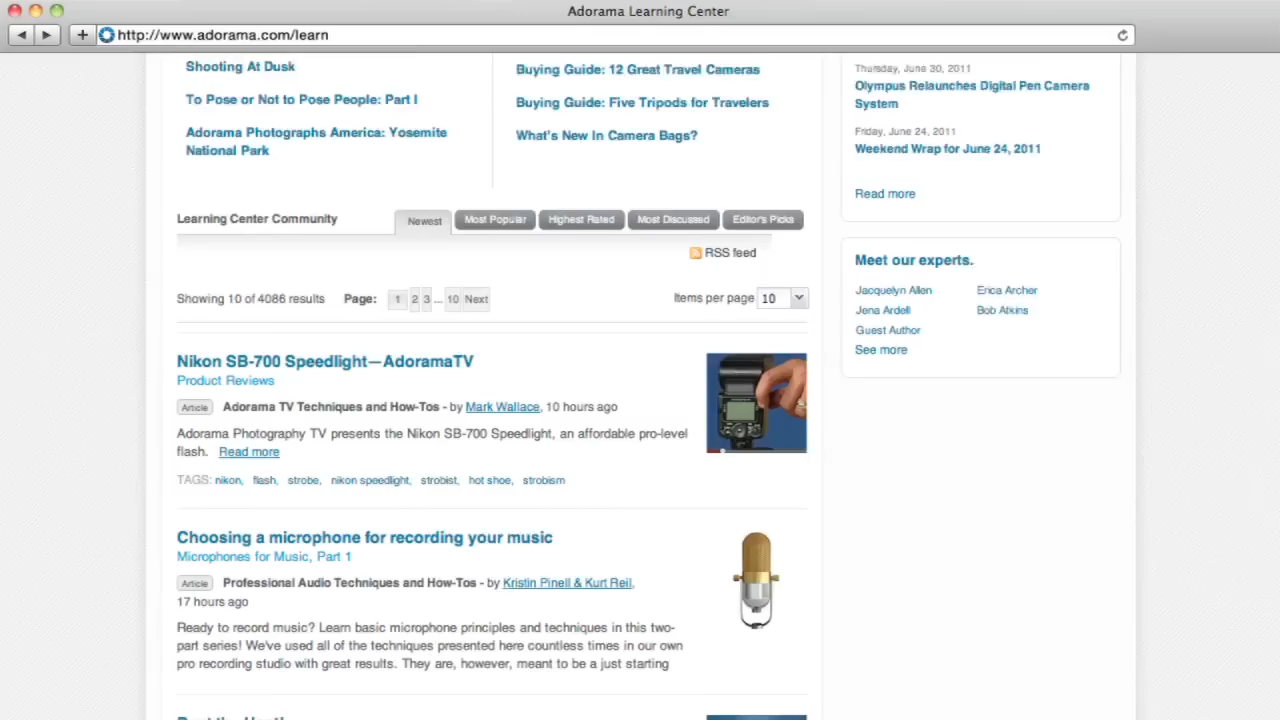 Adorama Learning Center
http://www.adorama.com/learn
Shooting At Dusk
To Pose or Not to Pose People: Part I
Adorama Photographs America: Yosemite
National Park
Buying Guide: 12 Great Travel Cameras
Buying Guide: Five Tripods for Travelers
What's New In Camera Bags?
Thursday, June 30, 2011
Olympus Relaunches Digital Pen Camera
System
Friday, June 24, 2011
Weekend Wrap for June 24, 2011
Read more
Learning Center Community
Newest
Most Popular
Highest Rated
Most Discussed
Editor's Picks
RSS feed
Showing 10 of 4086 results Page: 1 2 3 ... 10 Next
Items per page 10
Meet our experts.
Jacquelyn Allen
Erica Archer
Jena Ardell
Bob Atkins
Guest Author
See more
Nikon SB-700 Speedlight—AdoramaTV
Product Reviews
Article Adorama TV Techniques and How-Tos - by Mark Wallace, 10 hours ago
Adorama Photography TV presents the Nikon SB-700 Speedlight, an affordable pro-level
flash. Read more
TAGS: nikon, flash, strobe, nikon speedlight, strobist, hot shoe, strobism
Choosing a microphone for recording your music
Microphones for Music, Part 1
Article Professional Audio Techniques and How-Tos - by Kristin Pinell & Kurt Reil,
17 hours ago
Ready to record music? Learn basic microphone principles and techniques in this two-
part series! We've used all of the techniques presented here countless times in our own
pro recording studio with great results. They are, however, meant to be a just starting